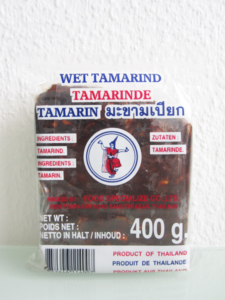 WET TAMARIND
TAMARINDE
TAMARIN มะขามเปียก
INGREDIENTS
TAMARIND.
INGREDIENTS
TAMARIN.
ZUTATEN
TAMARINDE.
NET WT :
POIDS NET :
NETTO IN HALT / INHOUD :
400 g.
PRODUCT OF THAILAND
PRODUIT DE THAILANDE